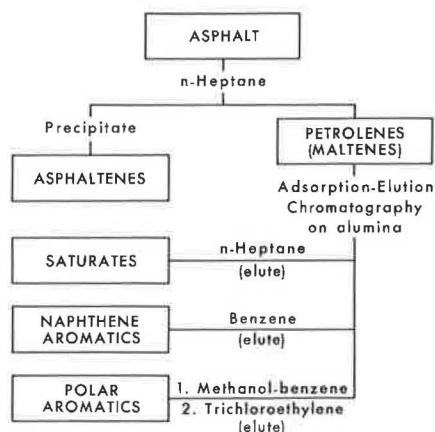 ASPHALT
n-Heptane
Precipitate
PETROLENES
(MALTENES)
ASPHALTENES
Adsorption-Elution
Chromatography
on alumina
n-Heptane
SATURATES
(elute)
NAPHTHENE
AROMATICS
Benzene
(elute)
POLAR
AROMATICS
1. Methanol-benzene
2. Trichloroethylene
(elute)